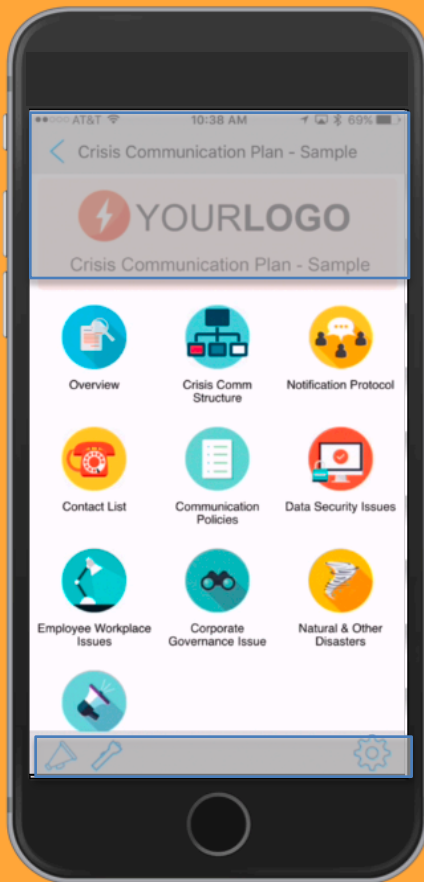 AT&T 10:38 AM 69%
Crisis Communication Plan - Sample
YOURLOGO
Crisis Communication Plan - Sample
Overview
Crisis Comm
Structure
Notification Protocol
Contact List
Communication
Policies
Data Security Issues
Employee Workplace
Issues
Corporate
Governance Issue
Natural & Other
Disasters